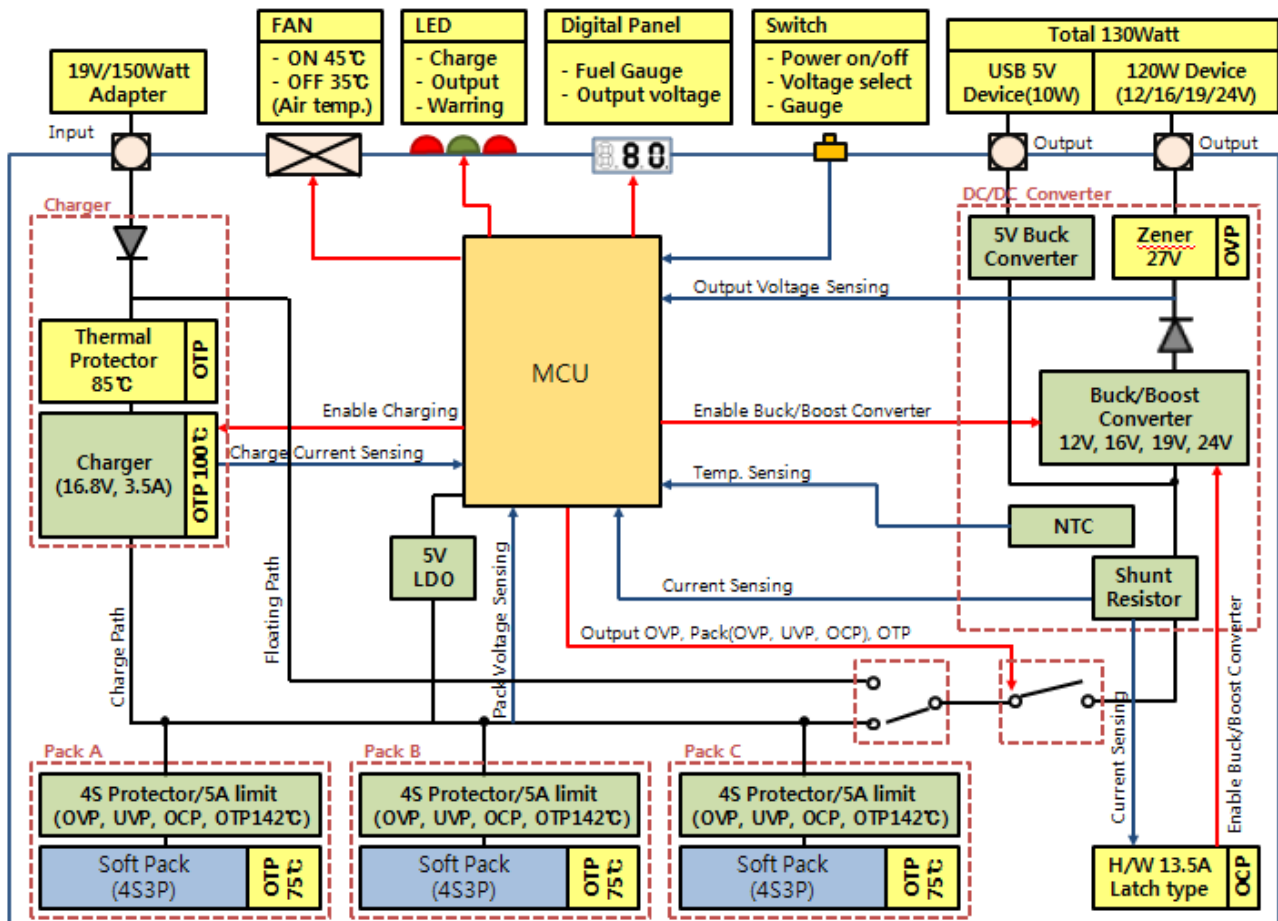 FAN
- ON 45℃
- OFF 35℃
(Air temp.)
LED
- Charge
- Output
- Warring
Digital Panel
- Fuel Gauge
- Output voltage
Switch
- Power on/off
- Voltage select
- Gauge
Total 130Watt
USB 5V
Device(10W)
120W Device
(12/16/19/24V)
19V/150Watt
Adapter
Input
Output
Output
8.80
Charger
DC/DC Converter
5V Buck
Converter
Zener
27V
OVP
Output Voltage Sensing
Thermal
Protector
85℃
OTP
MCU
Buck/Boost
Converter
12V, 16V, 19V, 24V
Enable Charging
Enable Buck/Boost Converter
Charger
(16.8V, 3.5A)
OTP 100℃
Charge Current Sensing
Temp. Sensing
NTC
5V
LDO
Shunt
Resistor
Current Sensing
Pack Voltage Sensing
Floating Path
Charge Path
Output OVP, Pack(OVP, UVP, OCP), OTP
Current Sensing
Enable Buck/Boost Converter
Pack A
4S Protector/5A limit
(OVP, UVP, OCP, OTP142℃)
Soft Pack
(4S3P)
OTP
75℃
Pack B
4S Protector/5A limit
(OVP, UVP, OCP, OTP142℃)
Soft Pack
(4S3P)
OTP
75℃
Pack C
4S Protector/5A limit
(OVP, UVP, OCP, OTP142℃)
Soft Pack
(4S3P)
OTP
75℃
H/W 13.5A
Latch type
OCP